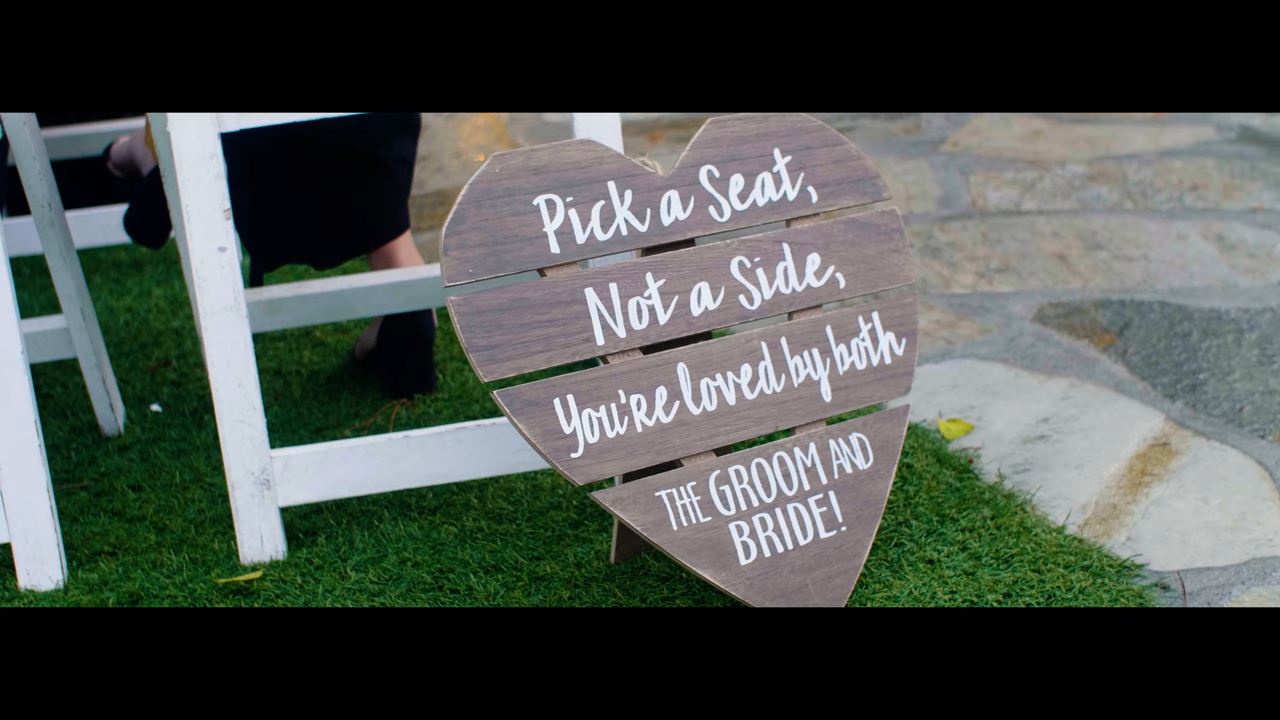 Pick a Seat,
Not a Side,
You're loved by both
THE GROOM AND
BRIDE!